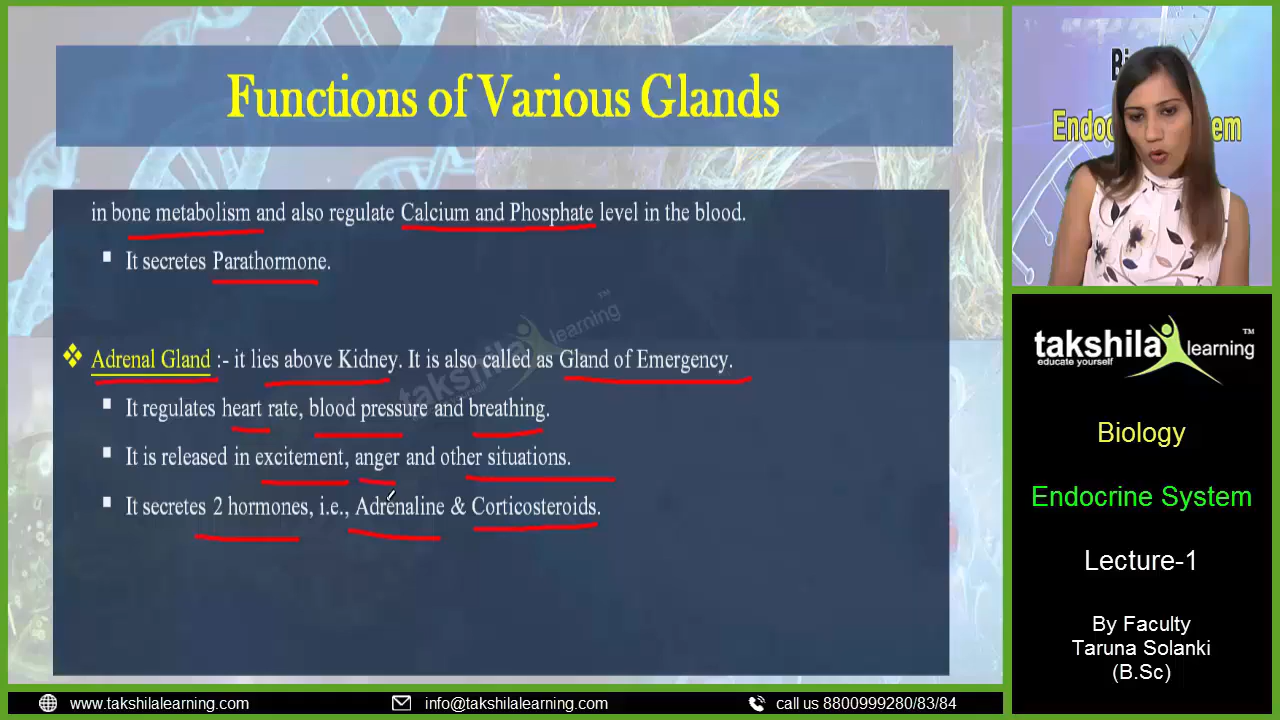 Functions of Various Glands
in bone metabolism and also regulate Calcium and Phosphate level in the blood.
▪ It secretes Parathormone.
❖ Adrenal Gland :- it lies above Kidney. It is also called as Gland of Emergency.
▪ It regulates heart rate, blood pressure and breathing.
▪ It is released in excitement, anger and other situations.
▪ It secretes 2 hormones, i.e., Adrenaline & Corticosteroids.
takshila learning™
takshila learning™
educate yourself
Biology
Endocrine System
Lecture-1
By Faculty
Taruna Solanki
(B.Sc)
www.takshilalearning.com
info@takshilalearning.com
call us 8800999280/83/84